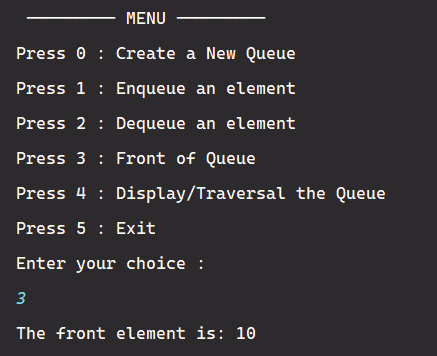 ────────── MENU ──────────
Press 0 : Create a New Queue
Press 1 : Enqueue an element
Press 2 : Dequeue an element
Press 3 : Front of Queue
Press 4 : Display/Traversal the Queue
Press 5 : Exit
Enter your choice :
3
The front element is: 10